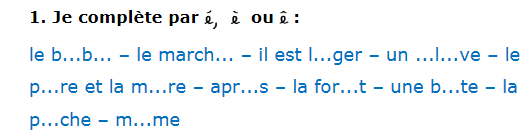 1. Je complète par é, è ou ê :
le b...b... – le march... – il est l...ger – un ...l...ve – le
p...re et la m...re – apr...s – la for...t – une b...te – la
p...che – m...me